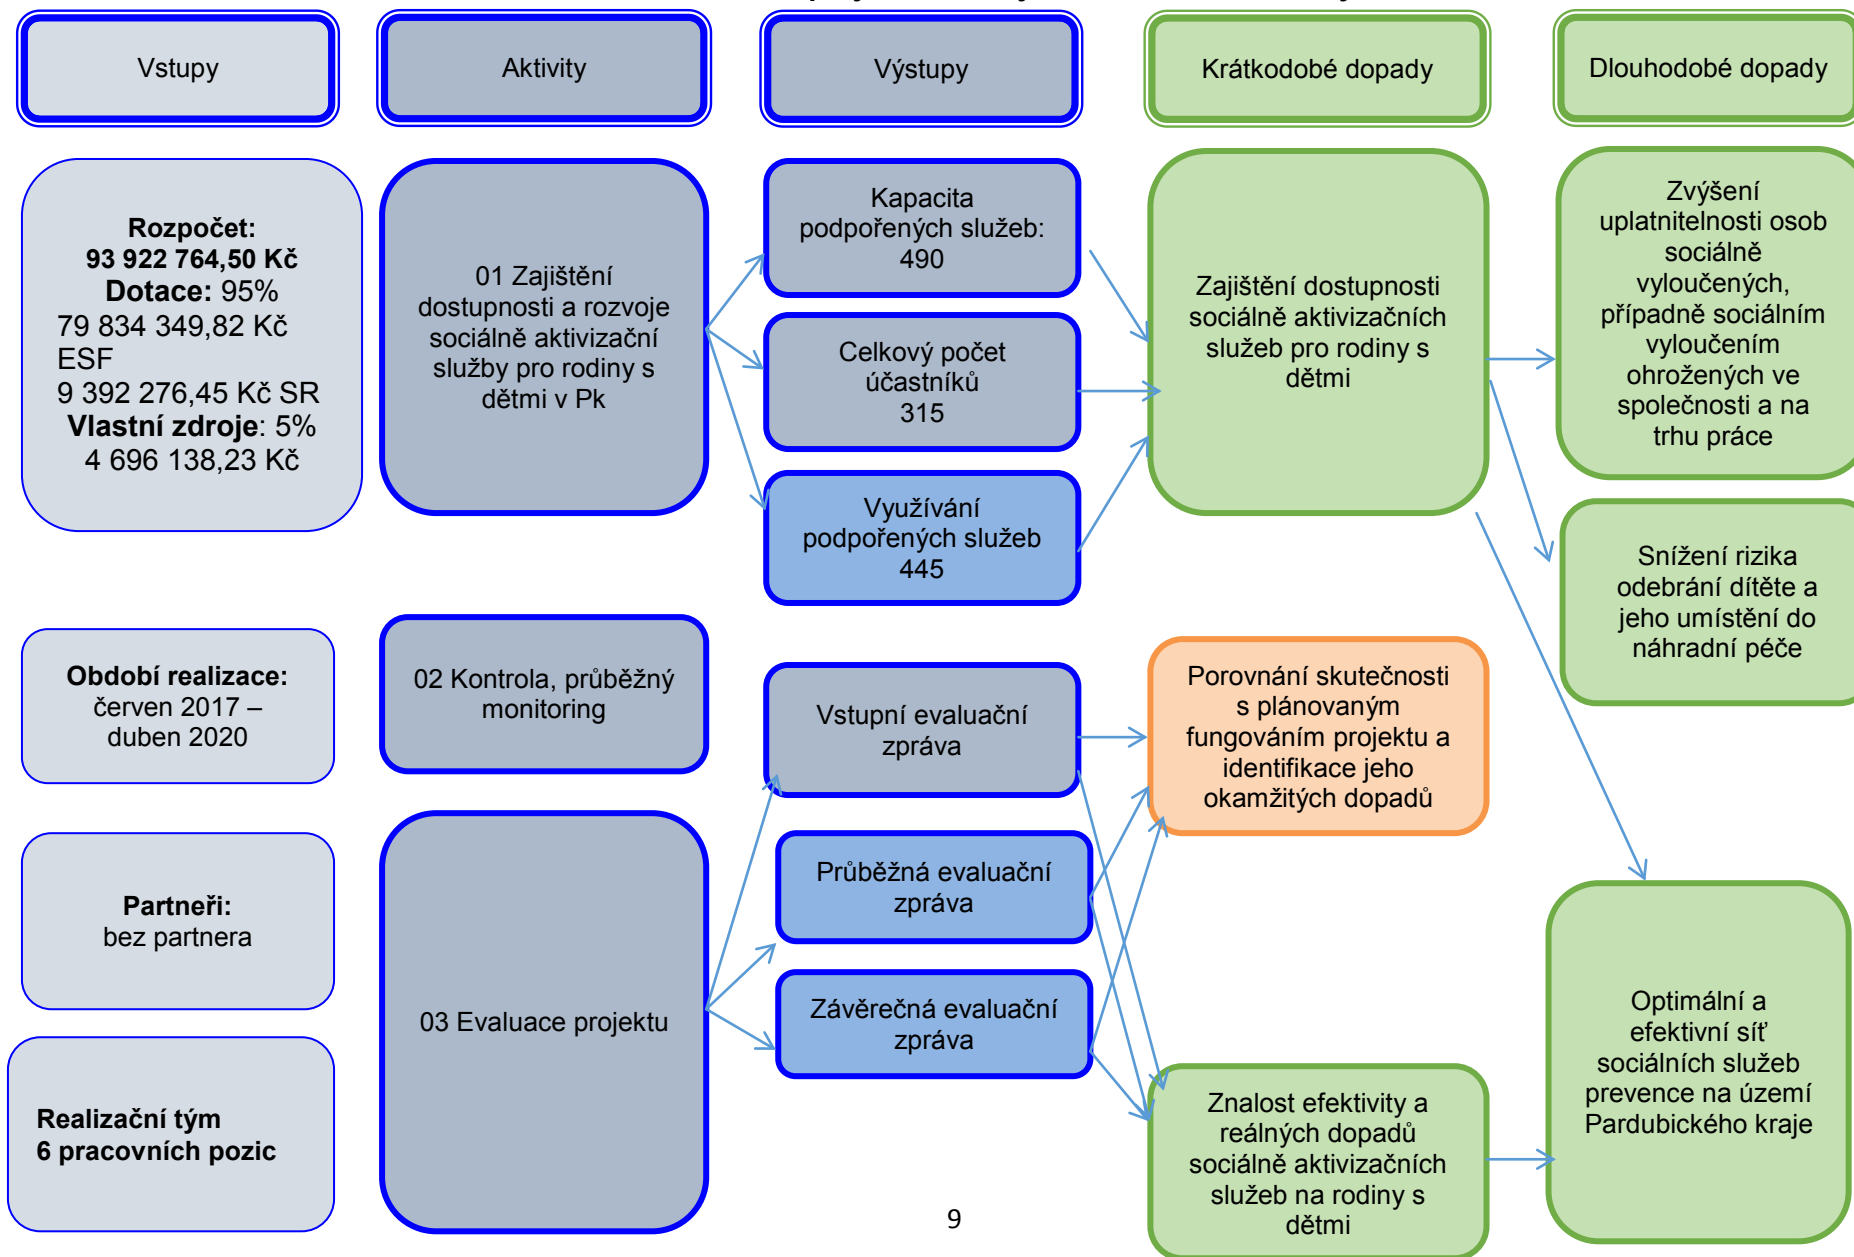 Vstupy
Aktivity
Výstupy
Krátkodobé dopady
Dlouhodobé dopady
Rozpočet:
93 922 764,50 Kč
Dotace: 95%
79 834 349,82 Kč
ESF
9 392 276,45 Kč SR
Vlastní zdroje: 5%
4 696 138,23 Kč
Období realizace:
červen 2017 –
duben 2020
Partneři:
bez partnera
Realizační tým
6 pracovních pozic
01 Zajištění
dostupnosti a rozvoje
sociálně aktivizační
služby pro rodiny s
dětmi v Pk
02 Kontrola, průběžný
monitoring
03 Evaluace projektu
Kapacita
podpořených služeb:
490
Celkový počet
účastníků
315
Využívání
podpořených služeb
445
Vstupní evaluační
zpráva
Průběžná evaluační
zpráva
Závěrečná evaluační
zpráva
Zajištění dostupnosti
sociálně aktivizačních
služeb pro rodiny s
dětmi
Porovnání skutečnosti
s plánovaným
fungováním projektu a
identifikace jeho
okamžitých dopadů
Znalost efektivity a
reálných dopadů
sociálně aktivizačních
služeb na rodiny s
dětmi
Zvýšení
uplatnitelnosti osob
sociálně
vyloučených,
případně sociálním
vyloučením
ohrožených ve
společnosti a na
trhu práce
Snížení rizika
odebrání dítěte a
jeho umístění do
náhradní péče
Optimální a
efektivní síť
sociálních služeb
prevence na území
Pardubického kraje
9